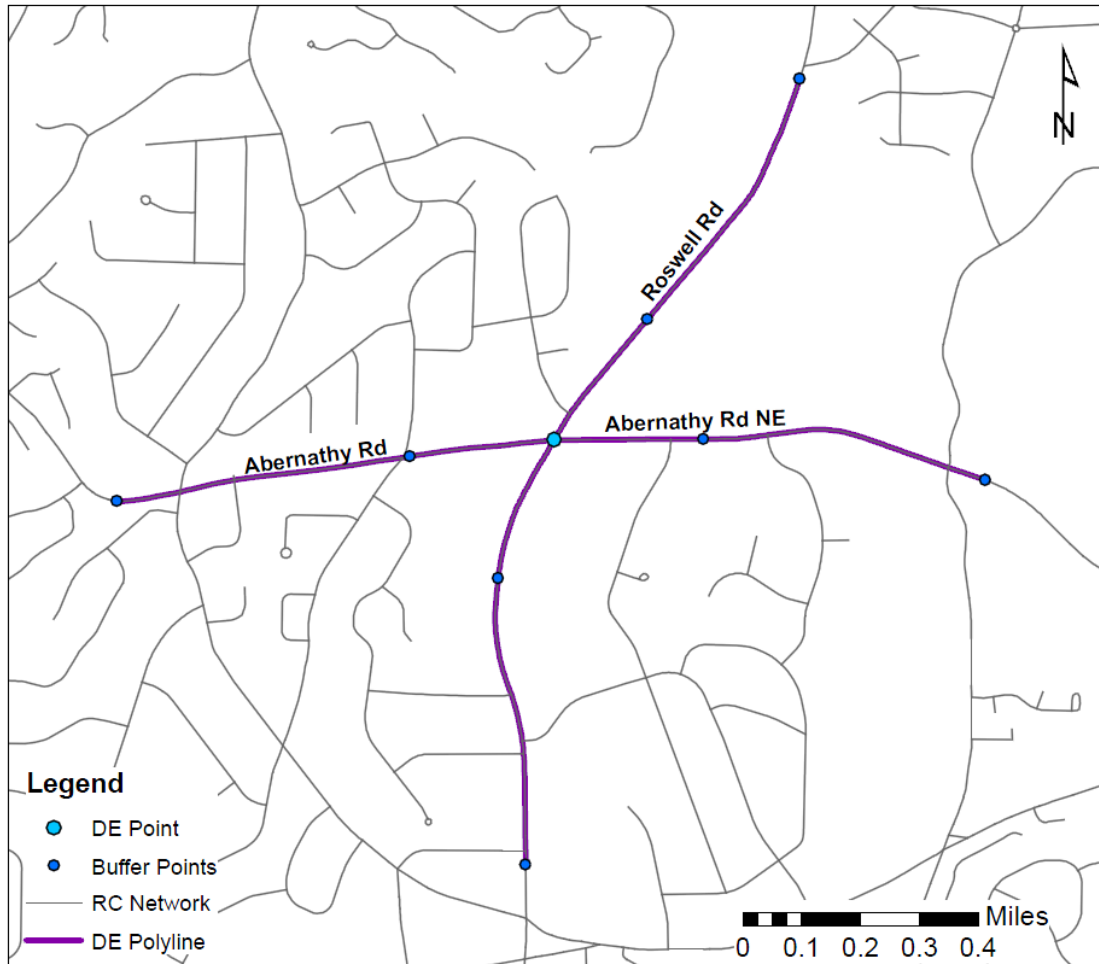 N
Roswell Rd
Abernathy Rd NE
Abernathy Rd
Legend
DE Point
Buffer Points
RC Network
DE Polyline
Miles
0 0.1 0.2 0.3 0.4